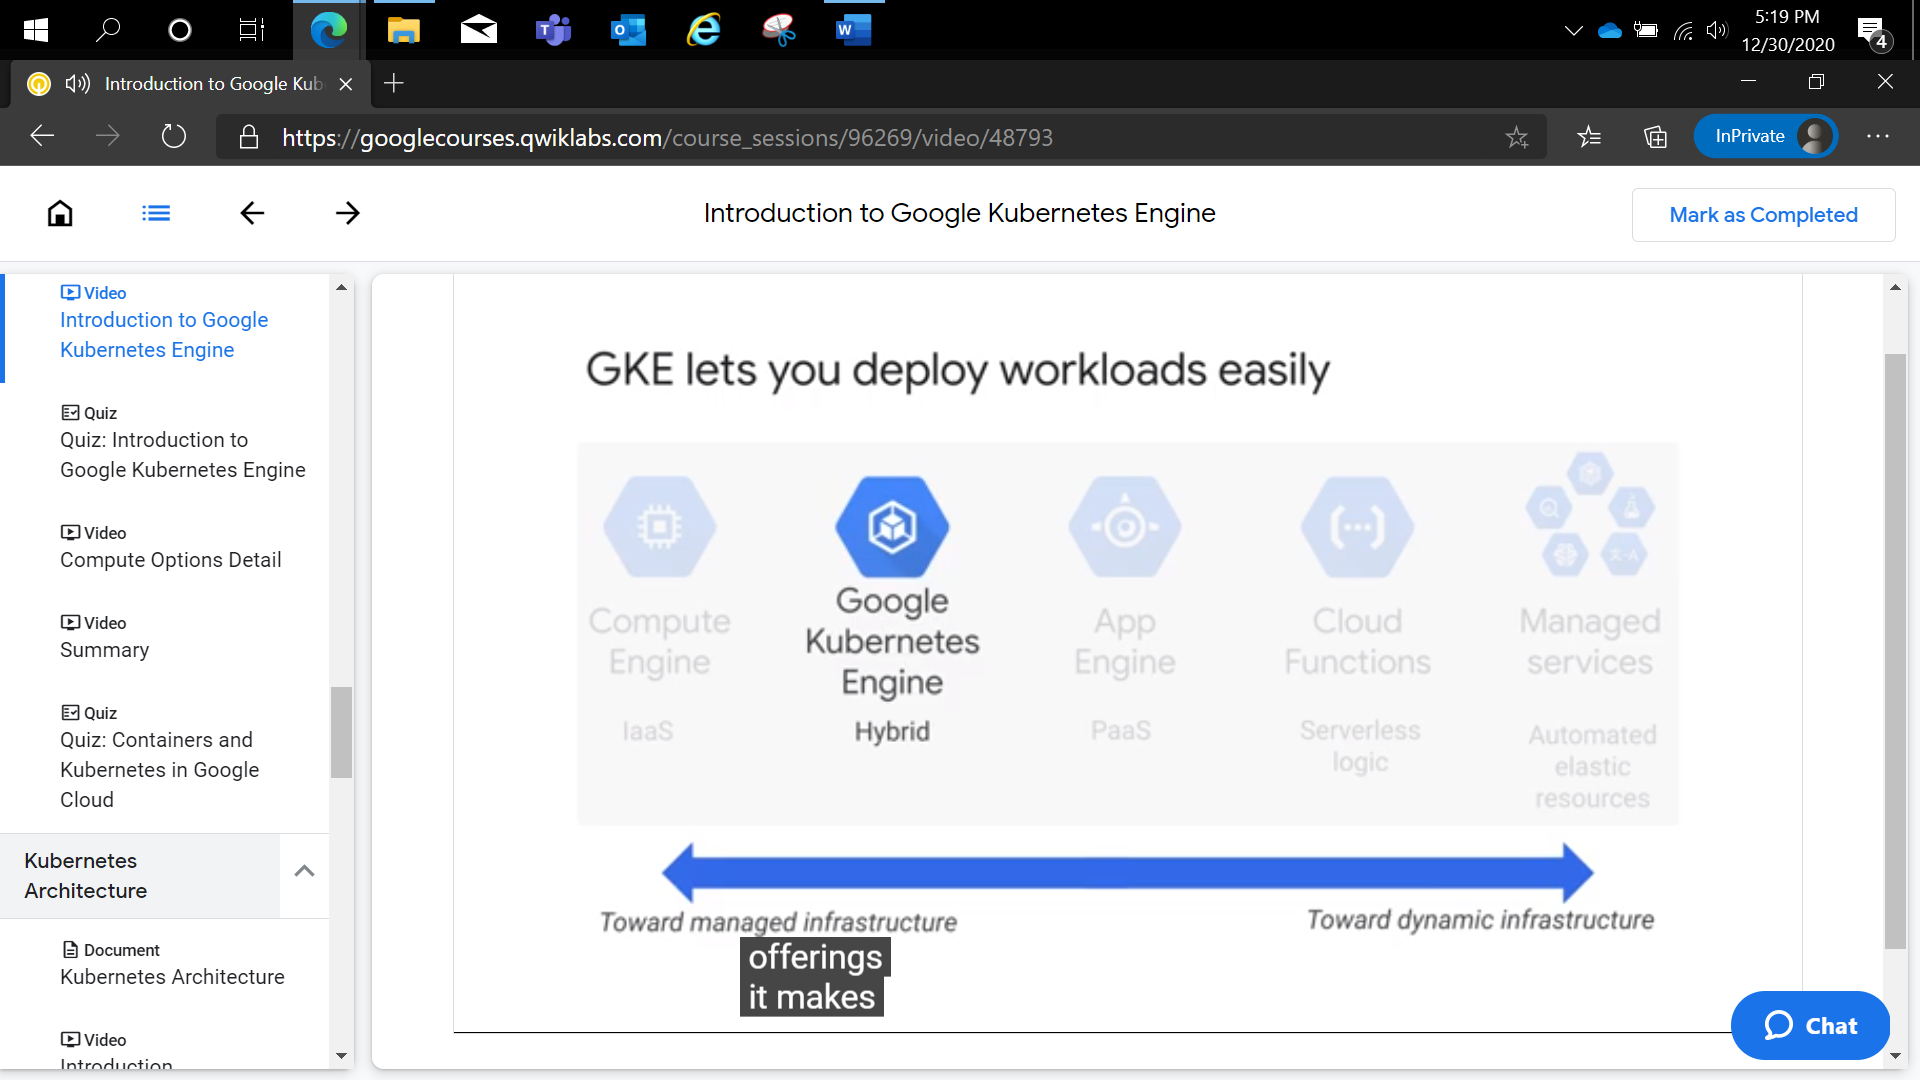 5:19 PM
12/30/2020
4
Introduction to Google Kub
https://googlecourses.qwiklabs.com/course_sessions/96269/video/48793
InPrivate
Introduction to Google Kubernetes Engine
Mark as Completed
Video
Introduction to Google
Kubernetes Engine
Quiz
Quiz: Introduction to
Google Kubernetes Engine
Video
Compute Options Detail
Video
Summary
Quiz
Quiz: Containers and
Kubernetes in Google
Cloud
Kubernetes
Architecture
Document
Kubernetes Architecture
Video
Introduction
GKE lets you deploy workloads easily
Compute
Engine
IaaS
Google
Kubernetes
Engine
Hybrid
App
Engine
PaaS
Cloud
Functions
Serverless
logic
Managed
services
Automated
elastic
resources
Toward managed infrastructure
Toward dynamic infrastructure
offerings
it makes
Chat